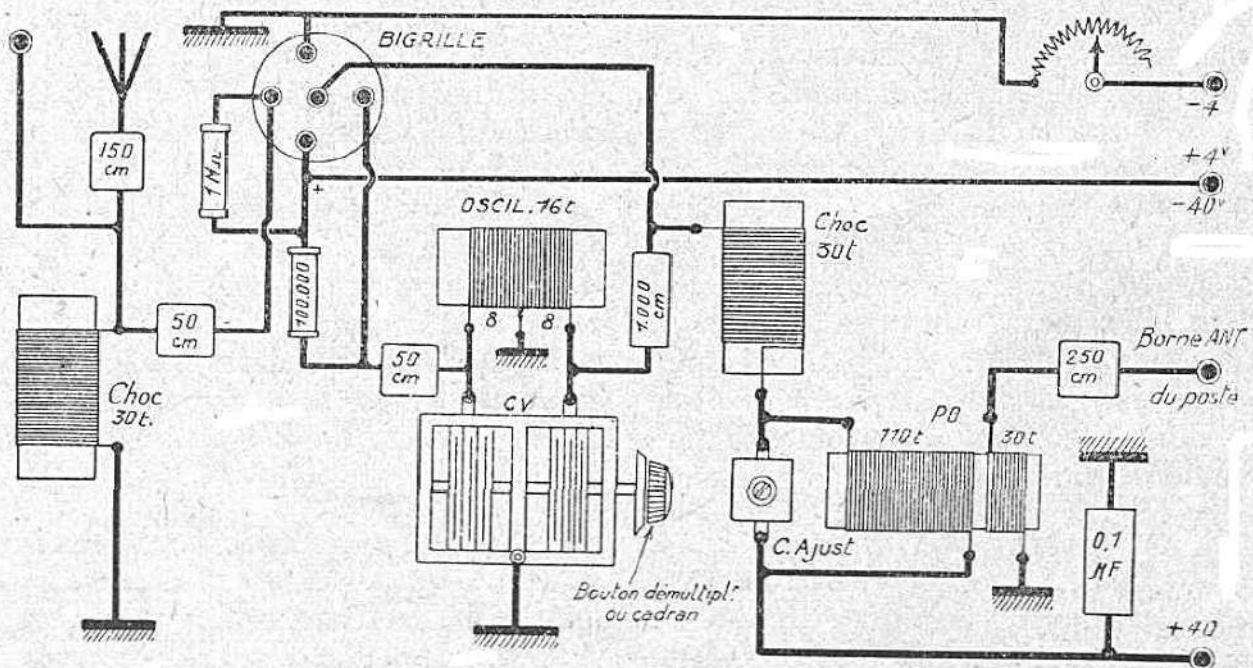 BIGRILLE
-4
150
cm
1 MΩ
+
+4V
-40V
OSCIL. 16t
Choc
30t
100.000
1.000
cm
8 8
50
cm
50
cm
Choc
30t.
CV
250
cm
Borne ANT
du poste
PO
110t 30t
C. Ajust
0,1
MF
Bouton démultipl.r
ou cadran
+40